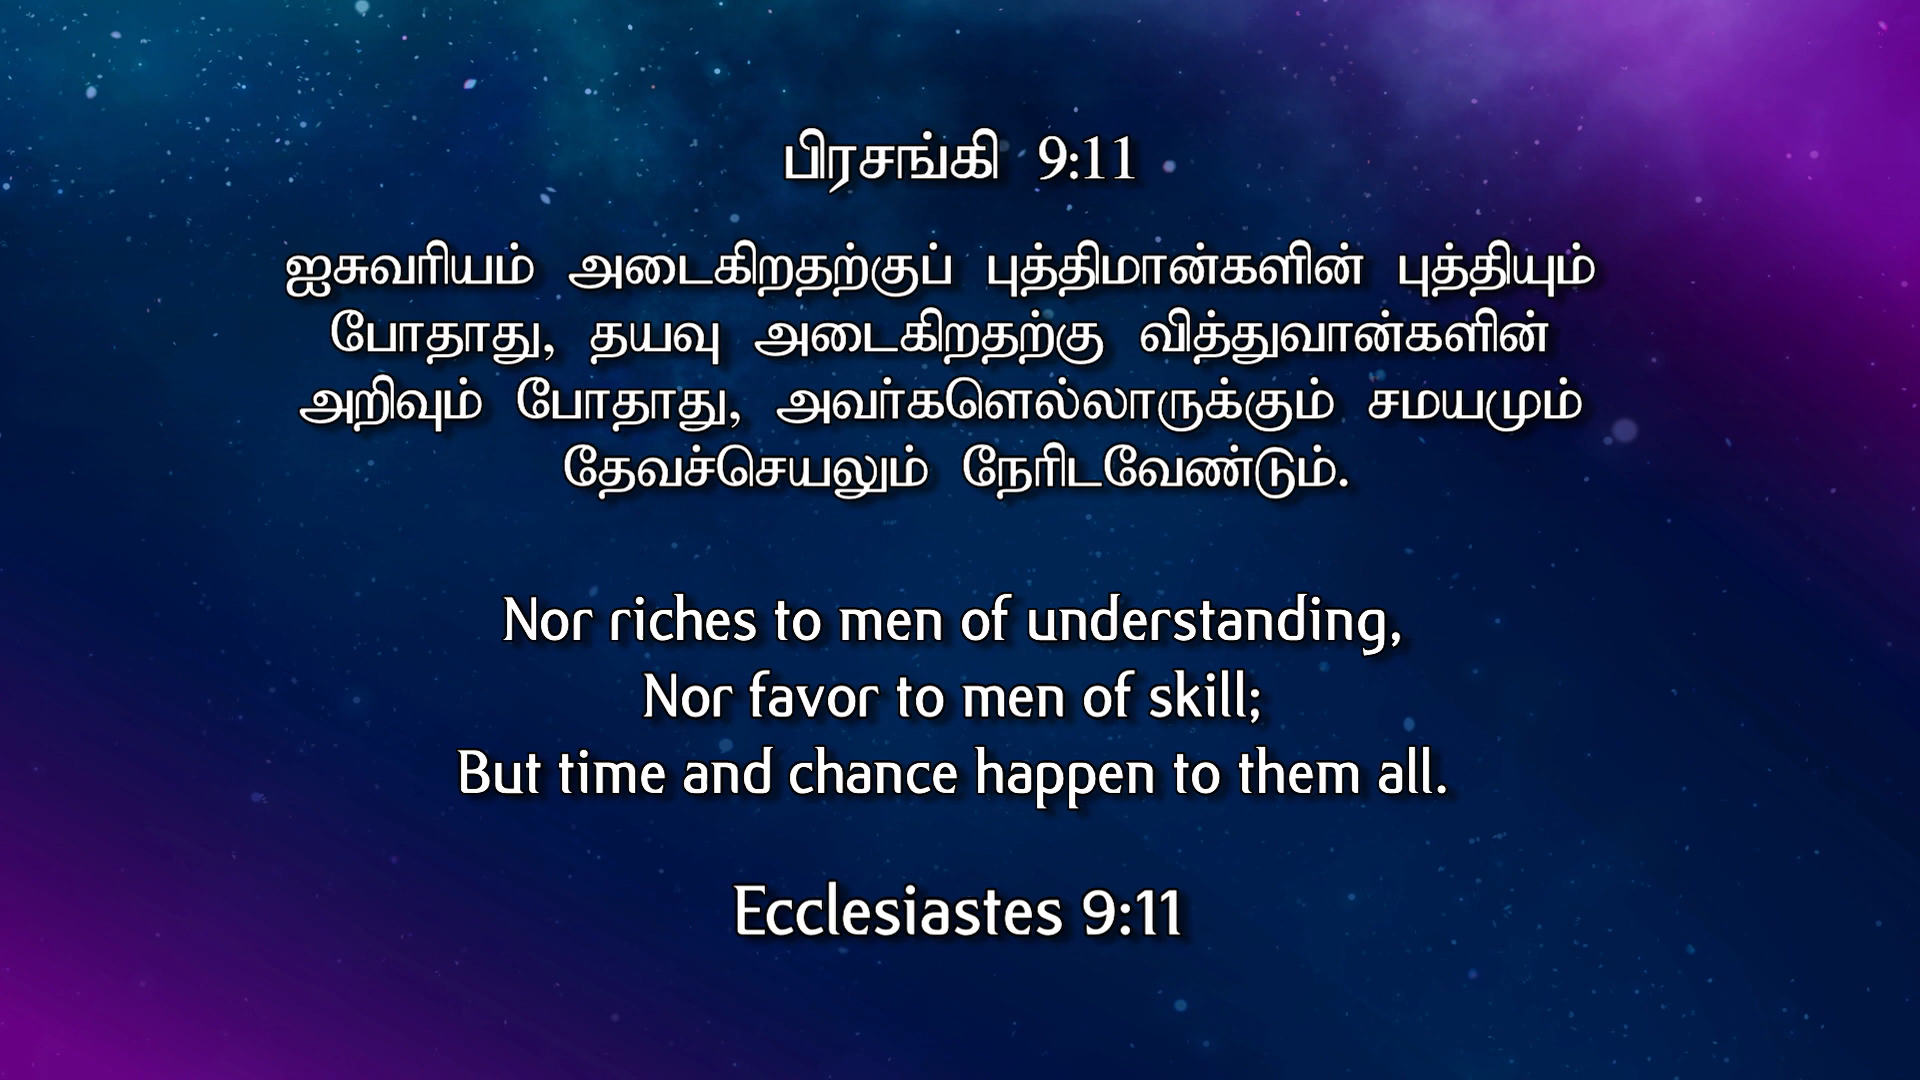 பிரசங்கி 9:11
ஐசுவரியம் அடைகிறதற்குப் புத்திமான்களின் புத்தியும்
போதாது, தயவு அடைகிறதற்கு வித்துவான்களின்
அறிவும் போதாது, அவர்களெல்லாருக்கும் சமயமும்
தேவச்செயலும் நேரிடவேண்டும்.
Nor riches to men of understanding,
Nor favor to men of skill;
But time and chance happen to them all.
Ecclesiastes 9:11